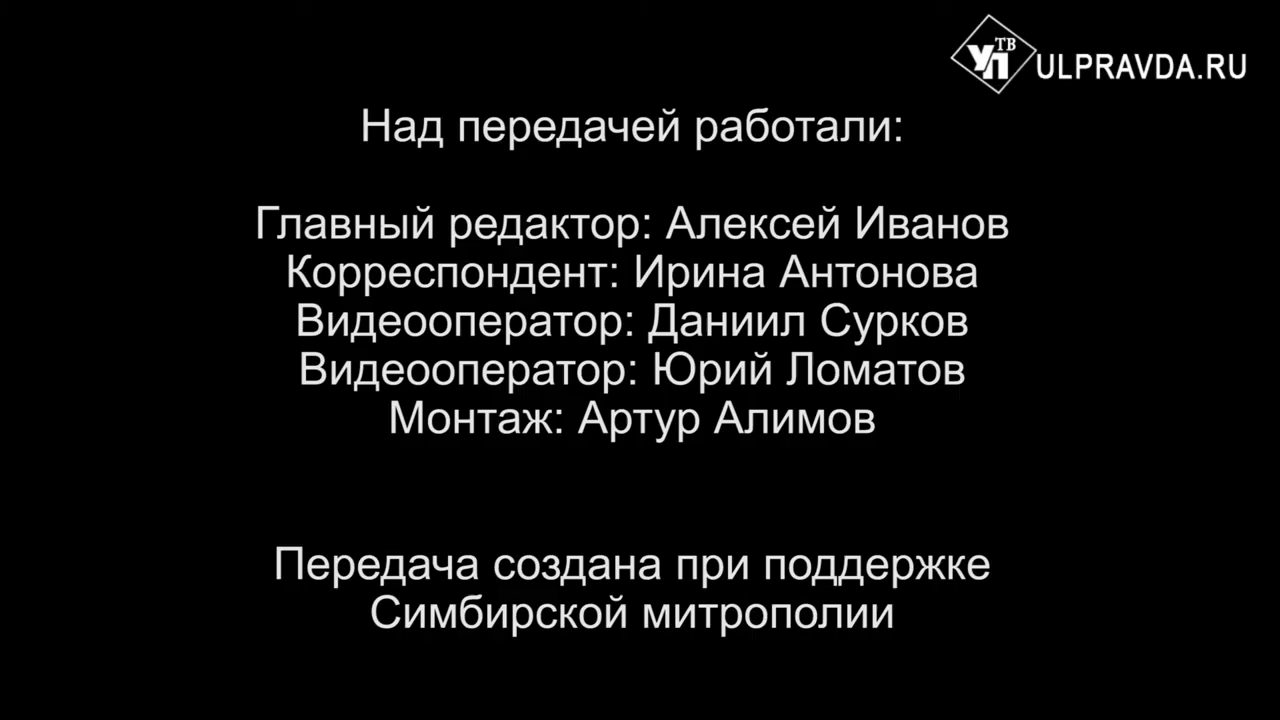 УП ТВ
ULPRAVDA.RU
Над передачей работали:
Главный редактор: Алексей Иванов
Корреспондент: Ирина Антонова
Видеооператор: Даниил Сурков
Видеооператор: Юрий Ломатов
Монтаж: Артур Алимов
Передача создана при поддержке
Симбирской митрополии